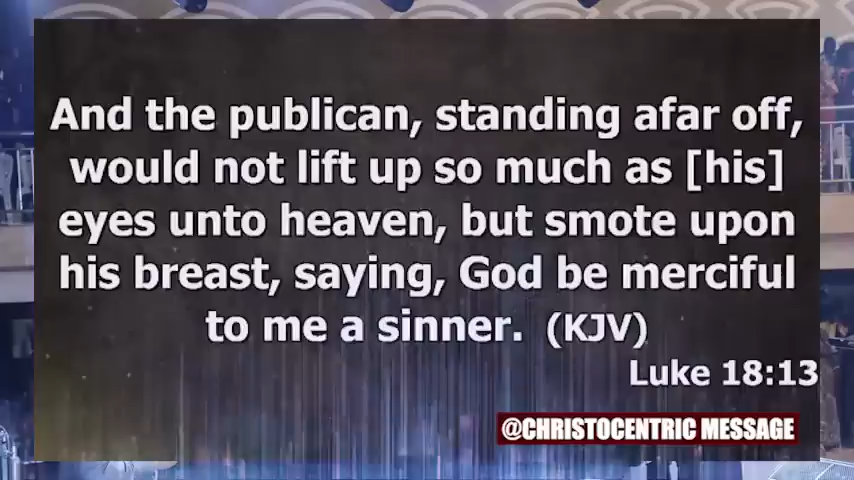 And the publican, standing afar off,
would not lift up so much as [his]
eyes unto heaven, but smote upon
his breast, saying, God be merciful
to me a sinner. (KJV)
Luke 18:13
@CHRISTOCENTRIC MESSAGE